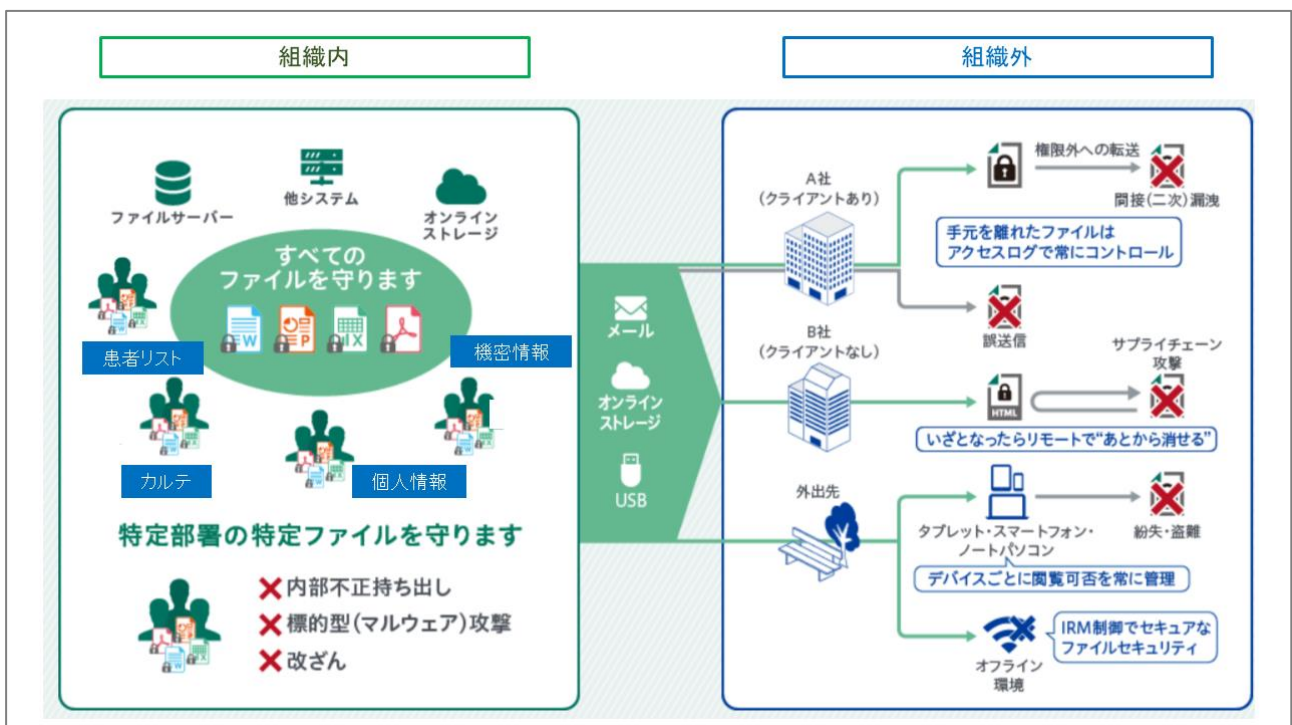 組織内
組織外
ファイルサーバー
他システム
オンライン
ストレージ
すべての
ファイルを守ります
W
P
X
患者リスト
機密情報
カルテ
個人情報
特定部署の特定ファイルを守ります
内部不正持ち出し
標的型(マルウェア)攻撃
改ざん
メール
オンライン
ストレージ
USB
A社
(クライアントあり)
権限外への転送
間接(二次)漏洩
手元を離れたファイルは
アクセスログで常にコントロール
誤送信
B社
(クライアントなし)
HTML
サプライチェーン
攻撃
いざとなったらリモートで“あとから消せる”
外出先
タブレット・スマートフォン・
ノートパソコン
紛失・盗難
デバイスごとに閲覧可否を常に管理
オフライン
環境
IRM制御でセキュアな
ファイルセキュリティ